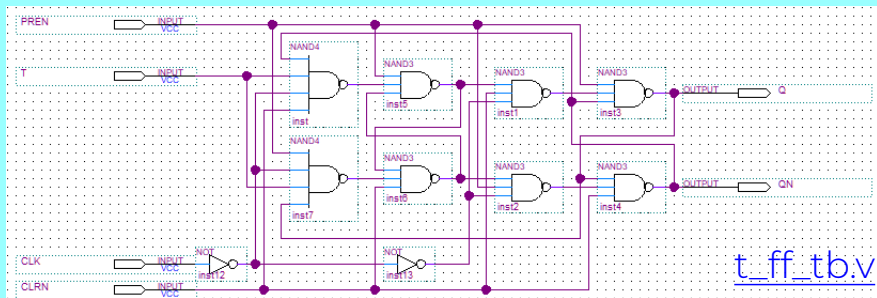 PREN INPUT
VCC
NAND4
NAND3
NAND3
NAND3
T INPUT
VCC
OUTPUT Q
inst
inst5
inst1
inst3
NAND4
NAND3
NAND3
NAND3
OUTPUT QN
inst7
inst6
inst2
inst4
CLK INPUT
VCC
NOT
NOT
inst12
inst13
CLRN INPUT
VCC
t_ff_tb.v